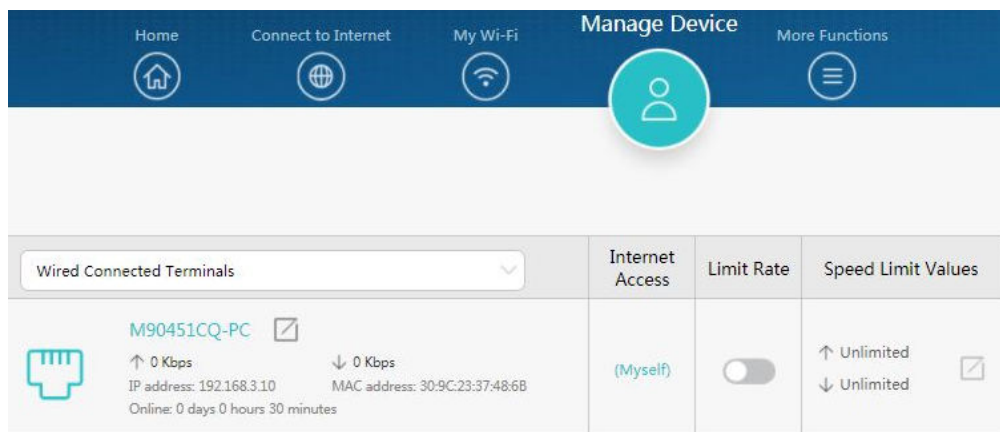 Home
Connect to Internet
My Wi-Fi
Manage Device
More Functions
Wired Connected Terminals
Internet
Access
Limit Rate
Speed Limit Values
M90451CQ-PC
↑ 0 Kbps
↓ 0 Kbps
IP address: 192.168.3.10
MAC address: 30:9C:23:37:48:6B
Online: 0 days 0 hours 30 minutes
(Myself)
↑ Unlimited
↓ Unlimited